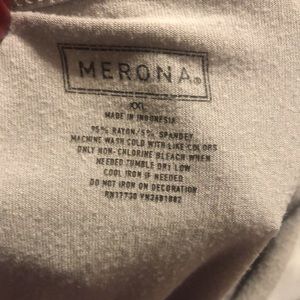 MERONA®
XXL
MADE IN INDONESIA
95% RAYON/5% SPANDEX
MACHINE WASH COLD WITH LIKE COLORS
ONLY NON-CHLORINE BLEACH WHEN
NEEDED TUMBLE DRY LOW
COOL IRON IF NEEDED
DO NOT IRON ON DECORATION
RN17730